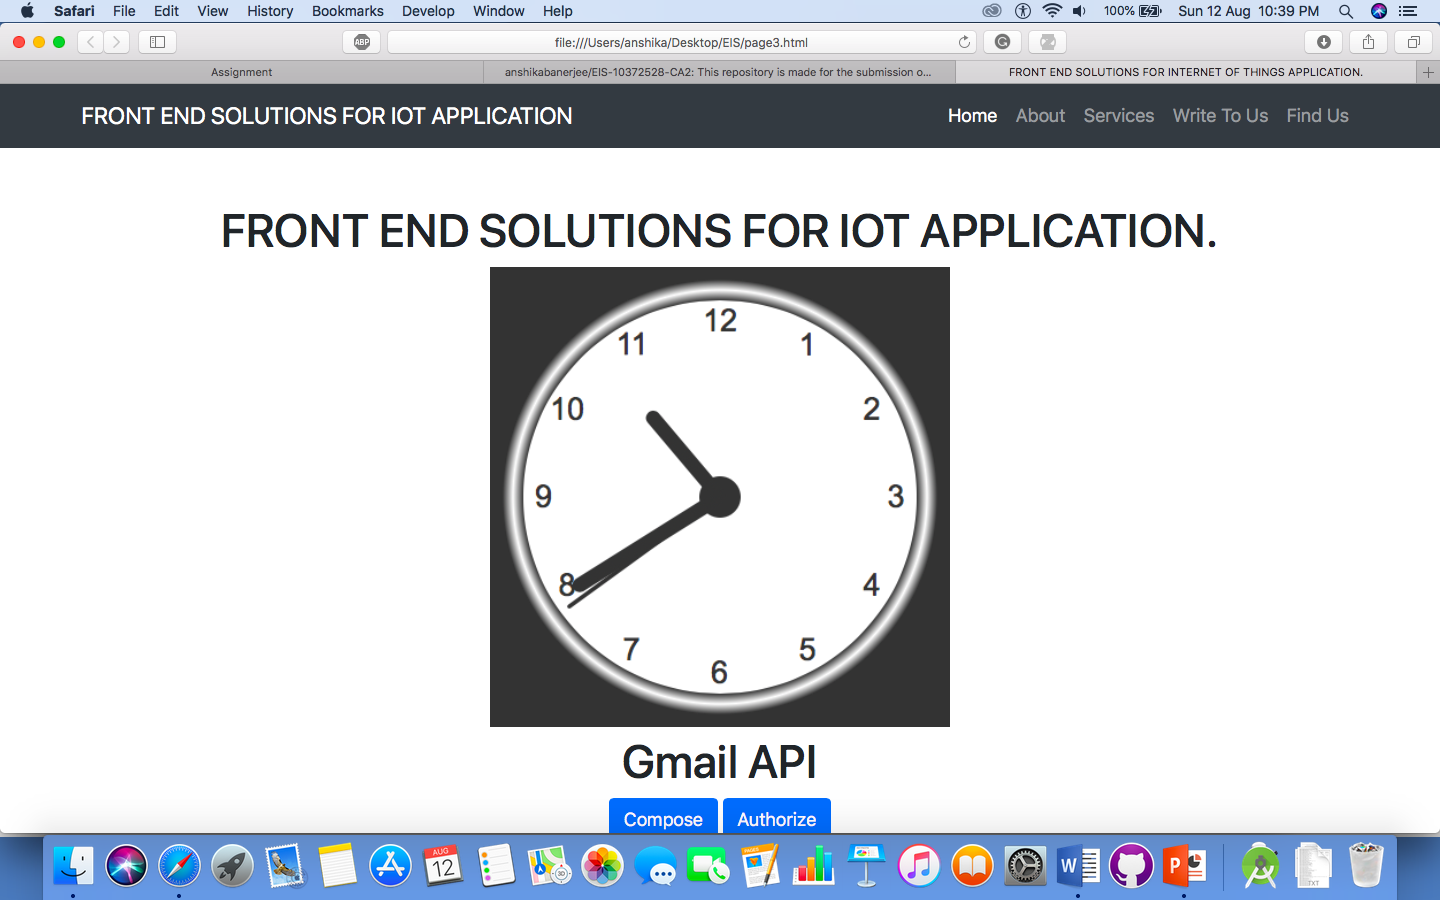 Safari File Edit View History Bookmarks Develop Window Help 100% Sun 12 Aug 10:39 PM
ABP file:///Users/anshika/Desktop/EIS/page3.html
Assignment anshikabanerjee/EIS-10372528-CA2: This repository is made for the submission o... FRONT END SOLUTIONS FOR INTERNET OF THINGS APPLICATION.
FRONT END SOLUTIONS FOR IOT APPLICATION Home About Services Write To Us Find Us
FRONT END SOLUTIONS FOR IOT APPLICATION.
12
11 1
10 2
9 3
8 4
7 5
6
Gmail API
Compose Authorize
AUG
12
W P
TXT